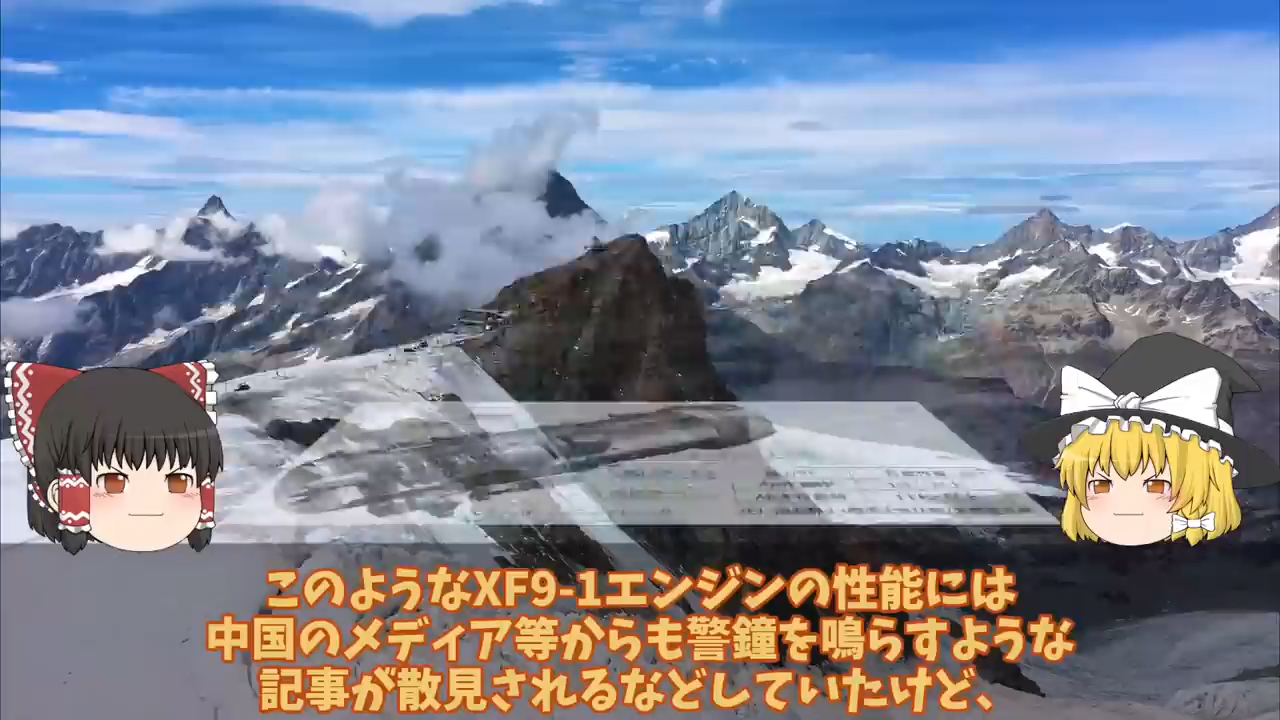 このようなXF9-1エンジンの性能には
中国のメディア等からも警鐘を鳴らすような
記事が散見されるなどしていたけど、